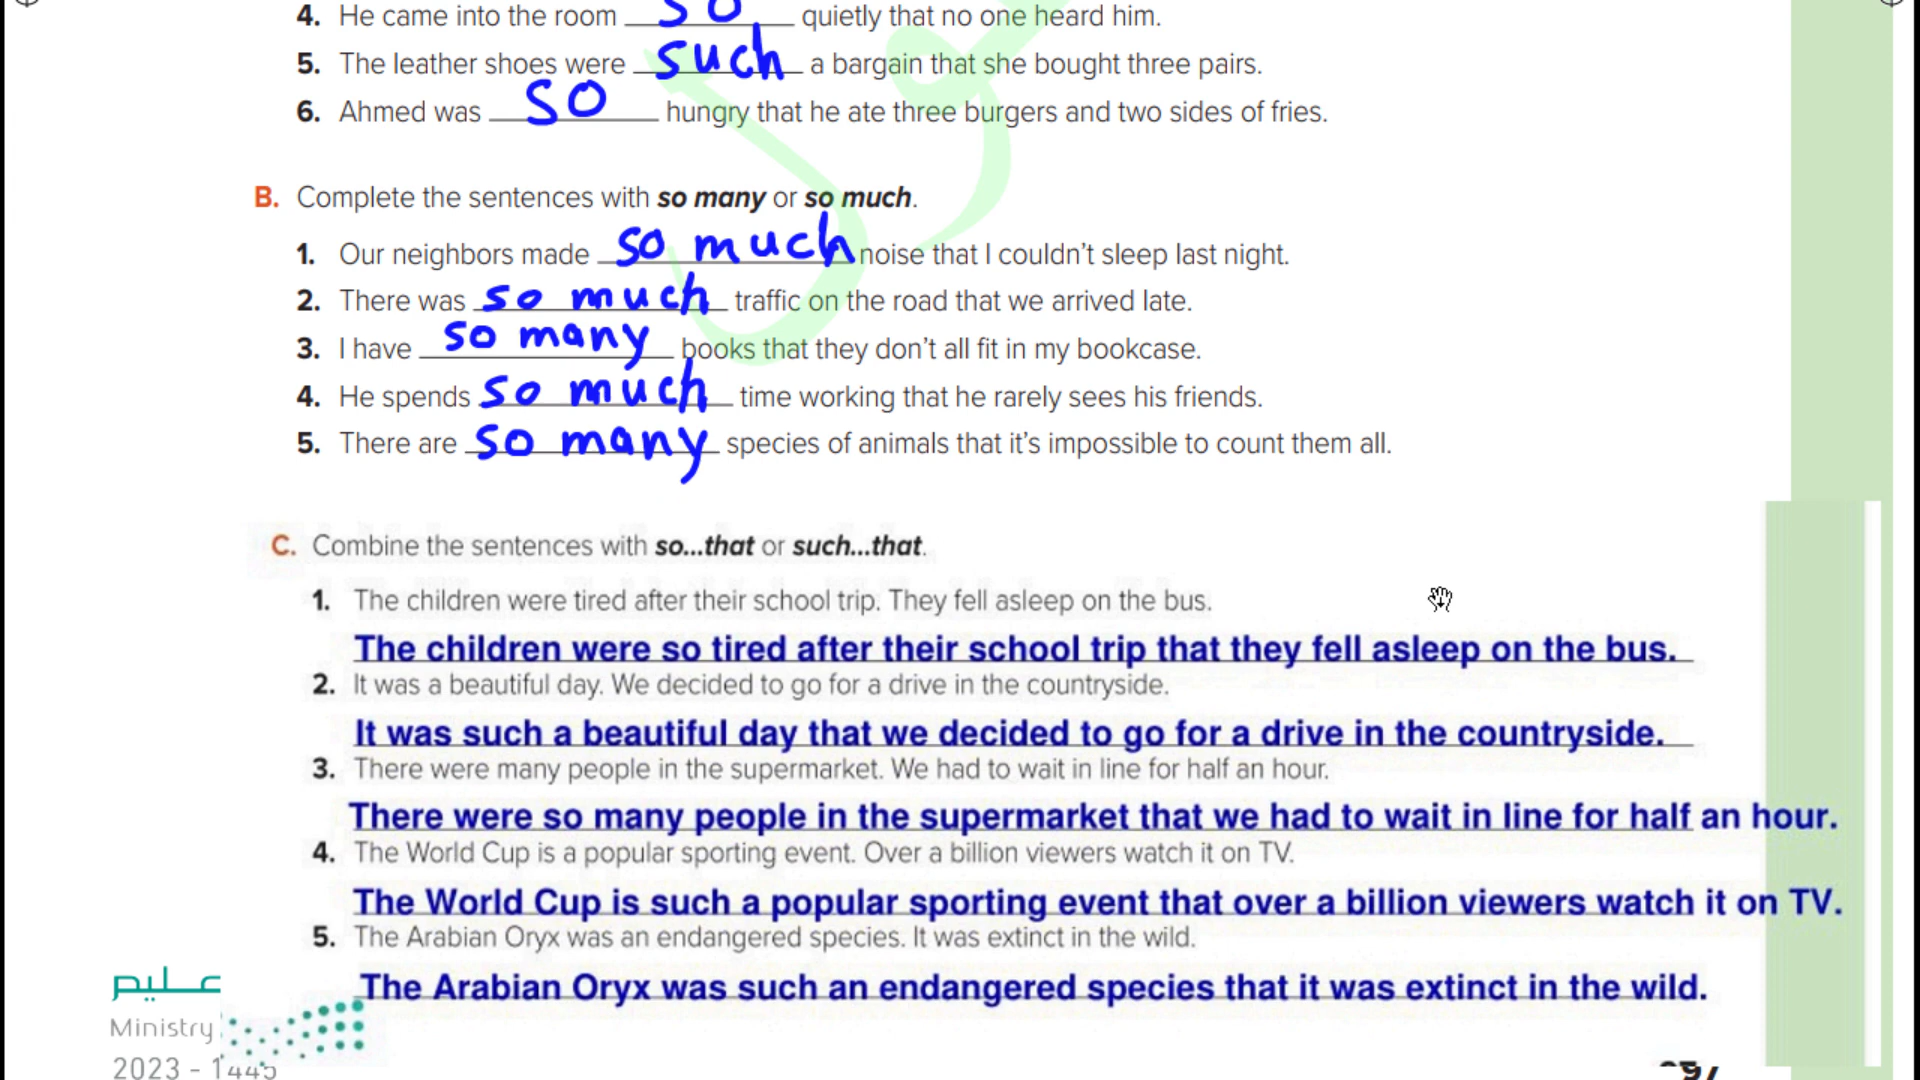 4. He came into the room so quietly that no one heard him.
5. The leather shoes were such a bargain that she bought three pairs.
6. Ahmed was so hungry that he ate three burgers and two sides of fries.
B. Complete the sentences with so many or so much.
1. Our neighbors made so much noise that I couldn't sleep last night.
2. There was so much traffic on the road that we arrived late.
3. I have so many books that they don't all fit in my bookcase.
4. He spends so much time working that he rarely sees his friends.
5. There are so many species of animals that it's impossible to count them all.
C. Combine the sentences with so...that or such...that.
1. The children were tired after their school trip. They fell asleep on the bus.
The children were so tired after their school trip that they fell asleep on the bus.
2. It was a beautiful day. We decided to go for a drive in the countryside.
It was such a beautiful day that we decided to go for a drive in the countryside.
3. There were many people in the supermarket. We had to wait in line for half an hour.
There were so many people in the supermarket that we had to wait in line for half an hour.
4. The World Cup is a popular sporting event. Over a billion viewers watch it on TV.
The World Cup is such a popular sporting event that over a billion viewers watch it on TV.
5. The Arabian Oryx was an endangered species. It was extinct in the wild.
The Arabian Oryx was such an endangered species that it was extinct in the wild.
Ministry
2023 - 1445